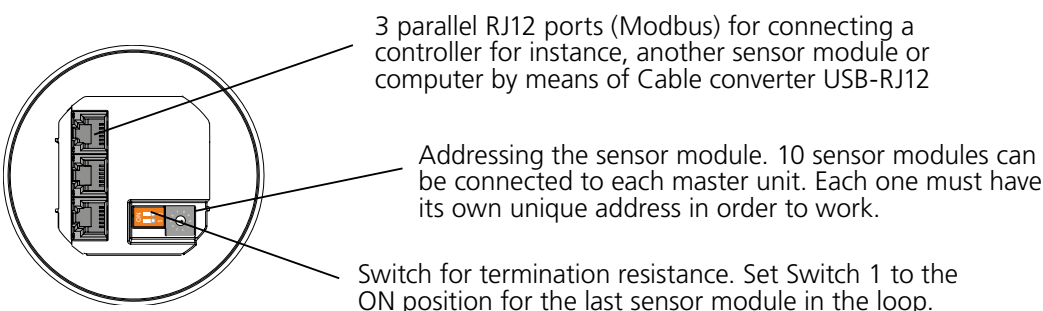 3 parallel RJ12 ports (Modbus) for connecting a
controller for instance, another sensor module or
computer by means of Cable converter USB-RJ12
Addressing the sensor module. 10 sensor modules can
be connected to each master unit. Each one must have
its own unique address in order to work.
Switch for termination resistance. Set Switch 1 to the
ON position for the last sensor module in the loop.